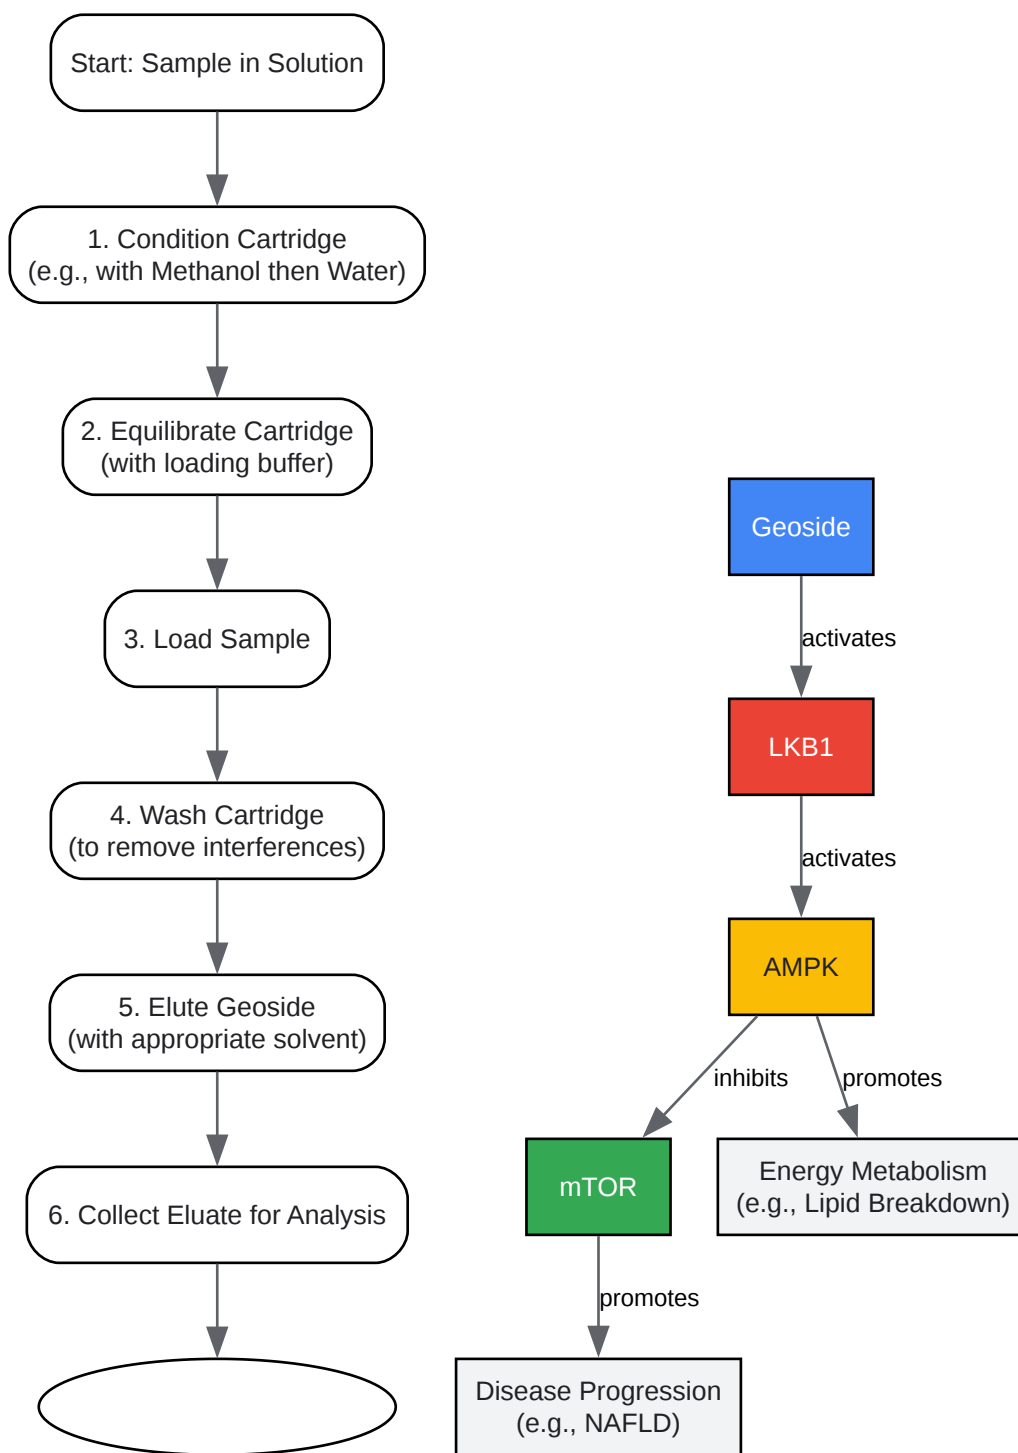 Start: Sample in Solution
1. Condition Cartridge
(e.g., with Methanol then Water)
2. Equilibrate Cartridge
(with loading buffer)
3. Load Sample
4. Wash Cartridge
(to remove interferences)
5. Elute Geoside
(with appropriate solvent)
6. Collect Eluate for Analysis
Geoside
activates
LKB1
activates
AMPK
inhibits
promotes
mTOR
Energy Metabolism
(e.g., Lipid Breakdown)
promotes
Disease Progression
(e.g., NAFLD)